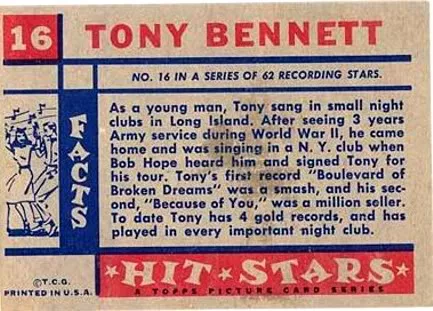 16 TONY BENNETT
NO. 16 IN A SERIES OF 62 RECORDING STARS.
FACTS
As a young man, Tony sang in small night
clubs in Long Island. After seeing 3 years
Army service during World War II, he came
home and was singing in a N. Y. club when
Bob Hope heard him and signed Tony for
his tour. Tony's first record "Boulevard of
Broken Dreams" was a smash, and his sec-
ond, "Because of You," was a million seller.
To date Tony has 4 gold records, and has
played in every important night club.
©T.C.G.
PRINTED IN U.S.A.
HIT STARS
A TOPPS PICTURE CARD SERIES